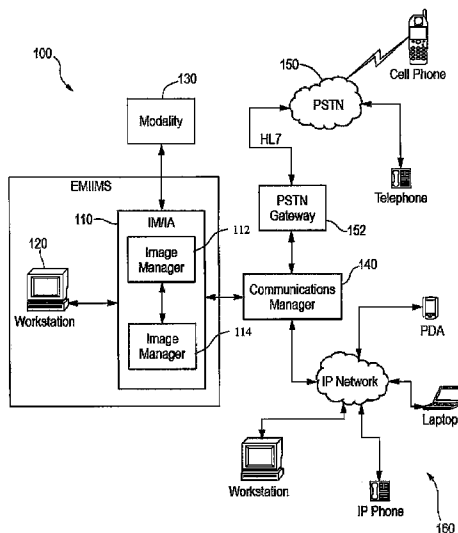 100
130
Modality
150
PSTN
Cell Phone
HL7
Telephone
EMIIMS
110
IM/IA
120
Workstation
Image
Manager
112
Image
Manager
114
PSTN
Gateway
152
140
Communications
Manager
PDA
IP Network
Laptop
Workstation
IP Phone
160